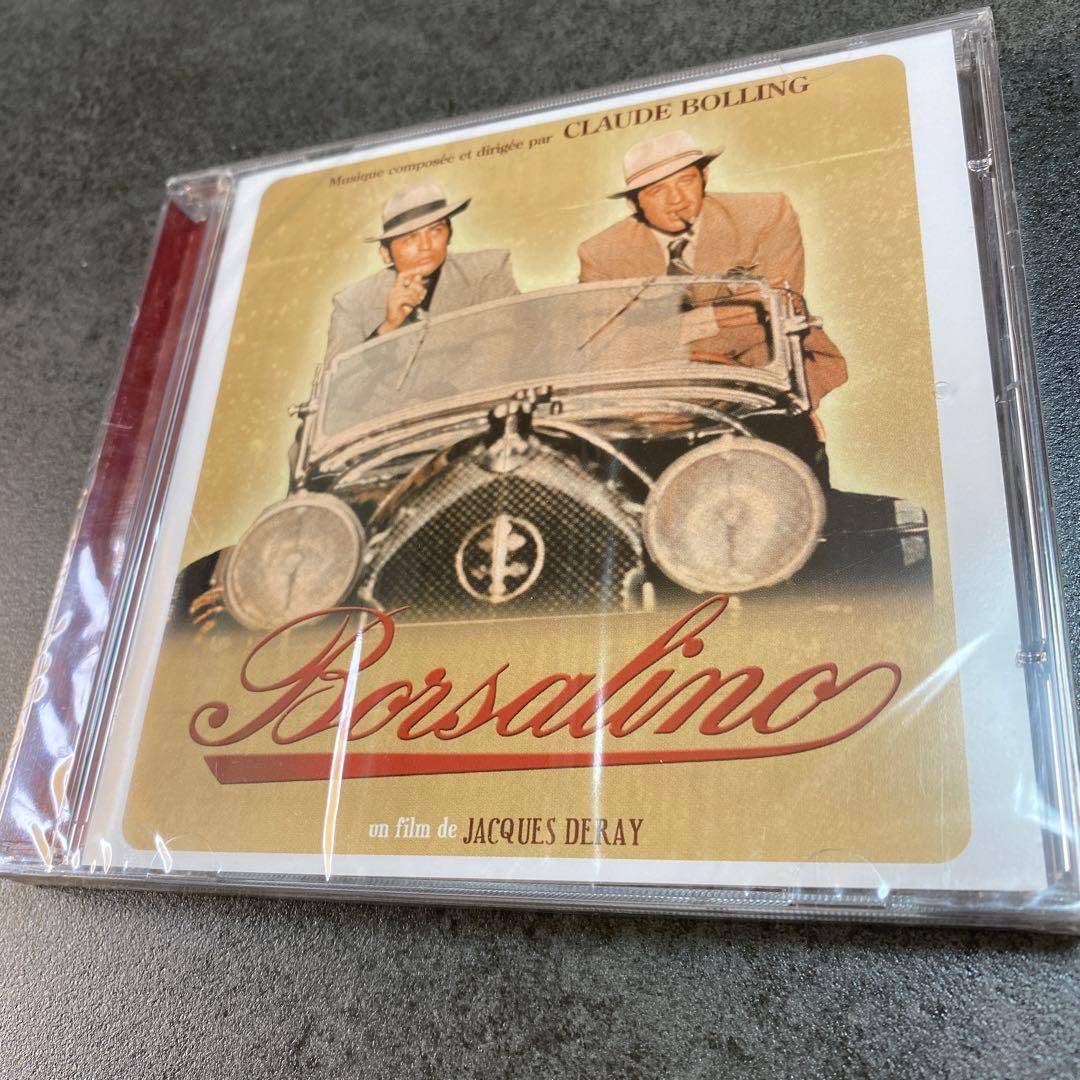 Musique composée et dirigée par CLAUDE BOLLING
Borsalino
un film de JACQUES DERAY